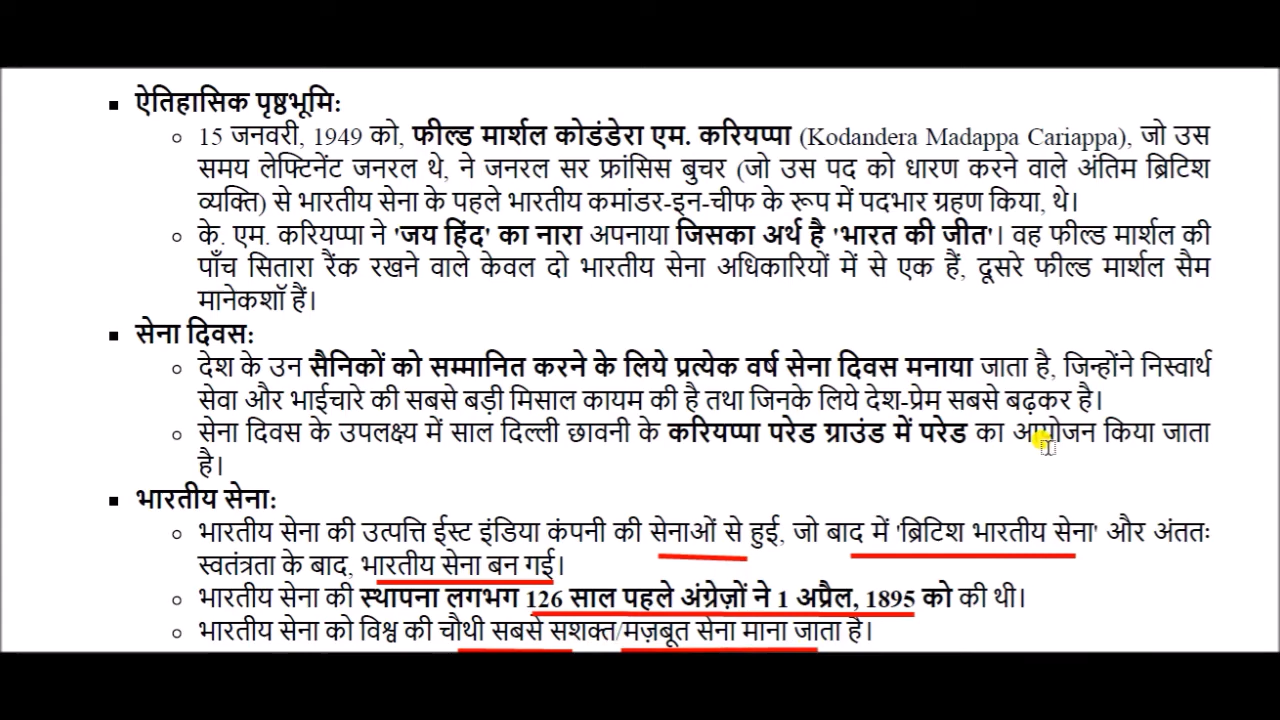 ▪ ऐतिहासिक पृष्ठभूमि:
○ 15 जनवरी, 1949 को, फील्ड मार्शल कोडंडेरा एम. करियप्पा (Kodandera Madappa Cariappa), जो उस
समय लेफ्टिनेंट जनरल थे, ने जनरल सर फ्रांसिस बुचर (जो उस पद को धारण करने वाले अंतिम ब्रिटिश
व्यक्ति) से भारतीय सेना के पहले भारतीय कमांडर-इन-चीफ के रूप में पदभार ग्रहण किया, थे।
○ के. एम. करियप्पा ने 'जय हिंद' का नारा अपनाया जिसका अर्थ है 'भारत की जीत'। वह फील्ड मार्शल की
पाँच सितारा रैंक रखने वाले केवल दो भारतीय सेना अधिकारियों में से एक हैं, दूसरे फील्ड मार्शल सैम
मानेकशॉ हैं।
▪ सेना दिवस:
○ देश के उन सैनिकों को सम्मानित करने के लिये प्रत्येक वर्ष सेना दिवस मनाया जाता है, जिन्होंने निस्वार्थ
सेवा और भाईचारे की सबसे बड़ी मिसाल कायम की है तथा जिनके लिये देश-प्रेम सबसे बढ़कर है।
○ सेना दिवस के उपलक्ष्य में साल दिल्ली छावनी के करियप्पा परेड ग्राउंड में परेड का आयोजन किया जाता
है।
▪ भारतीय सेना:
○ भारतीय सेना की उत्पत्ति ईस्ट इंडिया कंपनी की सेनाओं से हुई, जो बाद में 'ब्रिटिश भारतीय सेना' और अंततः
स्वतंत्रता के बाद, भारतीय सेना बन गई।
○ भारतीय सेना की स्थापना लगभग 126 साल पहले अंग्रेज़ों ने 1 अप्रैल, 1895 को की थी।
○ भारतीय सेना को विश्व की चौथी सबसे सशक्त/मज़बूत सेना माना जाता है।